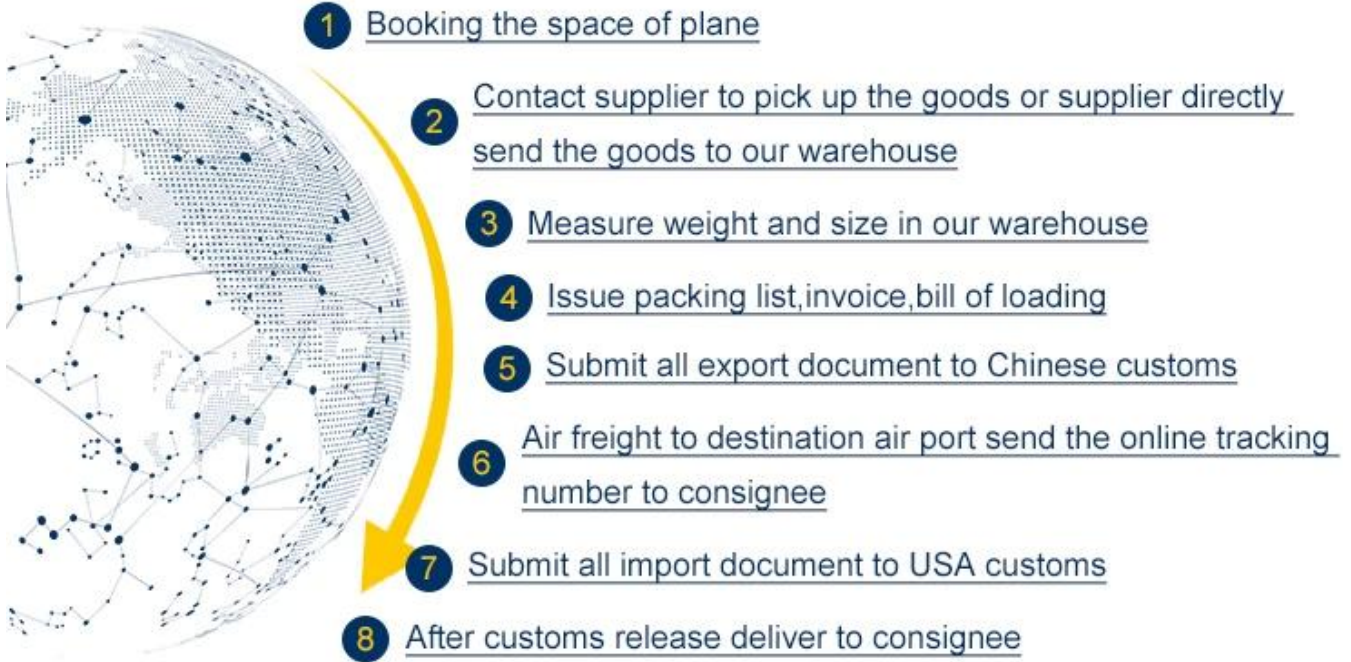 1 Booking the space of plane
2 Contact supplier to pick up the goods or supplier directly
send the goods to our warehouse
3 Measure weight and size in our warehouse
4 Issue packing list,invoice,bill of loading
5 Submit all export document to Chinese customs
6 Air freight to destination air port send the online tracking
number to consignee
7 Submit all import document to USA customs
8 After customs release deliver to consignee